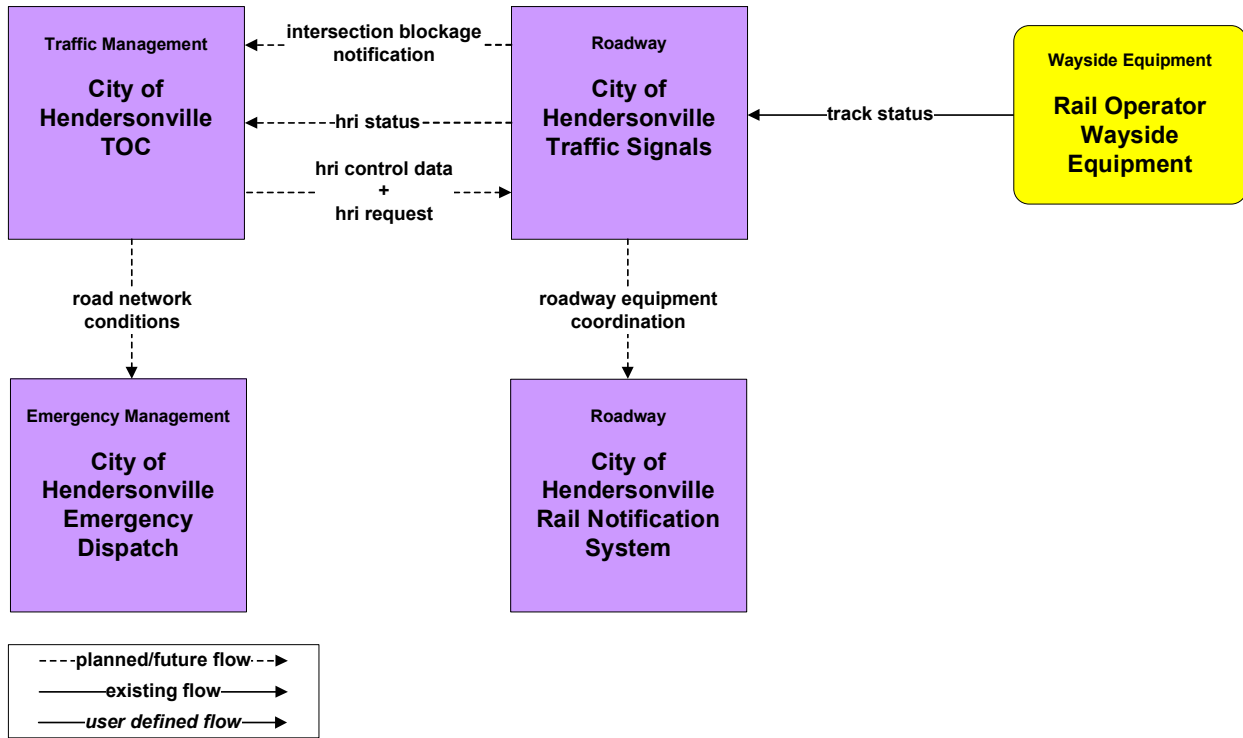 Traffic Management
City of
Hendersonville
TOC
intersection blockage
notification
hri status
hri control data
+
hri request
Roadway
City of
Hendersonville
Traffic Signals
track status
Wayside Equipment
Rail Operator
Wayside
Equipment
road network
conditions
roadway equipment
coordination
Emergency Management
City of
Hendersonville
Emergency
Dispatch
Roadway
City of
Hendersonville
Rail Notification
System
planned/future flow
existing flow
user defined flow